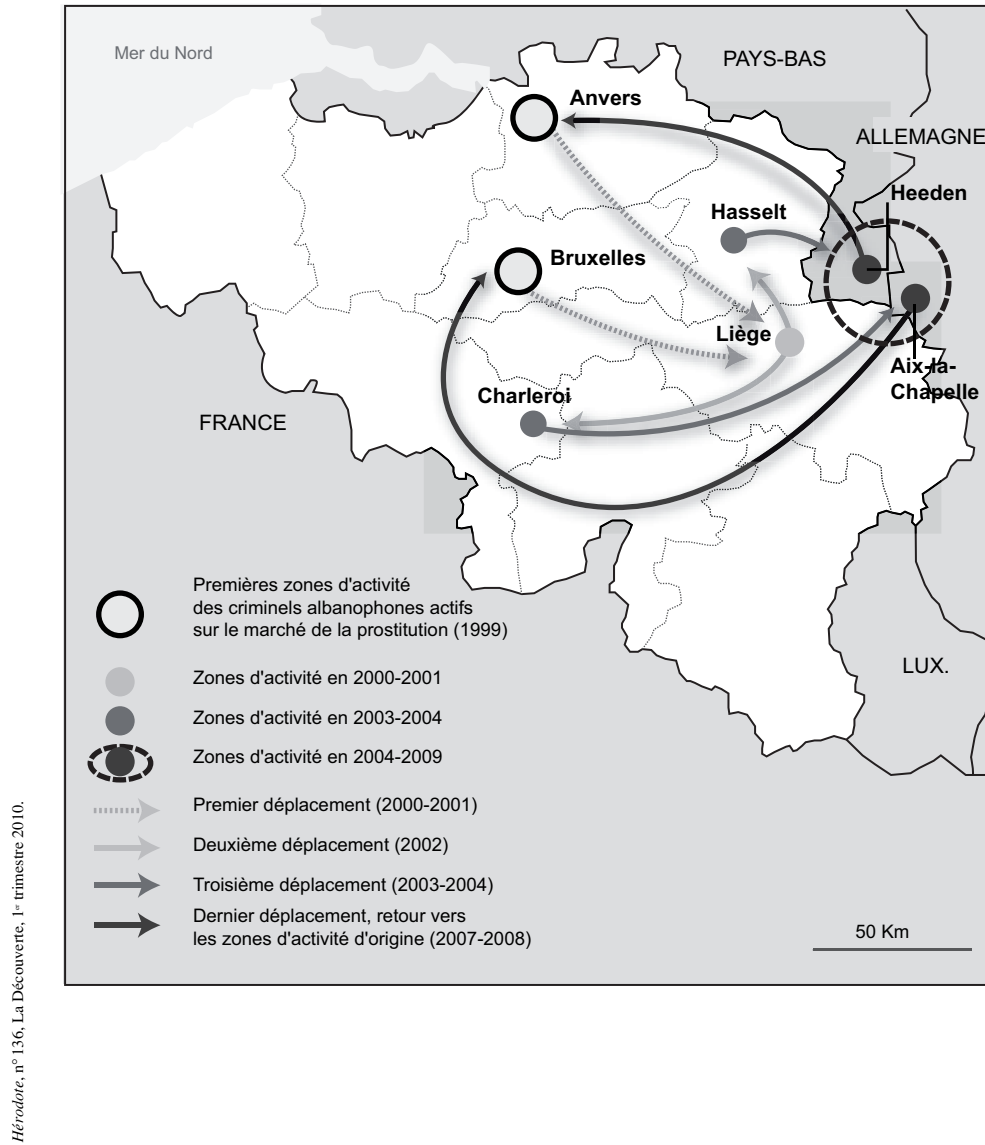 Mer du Nord
PAYS-BAS
Anvers
ALLEMAGNE
Heeden
Hasselt
Bruxelles
Liège
Aix-la-
Chapelle
Charleroi
FRANCE
LUX.
Premières zones d'activité
des criminels albanophones actifs
sur le marché de la prostitution (1999)
Zones d'activité en 2000-2001
Zones d'activité en 2003-2004
Zones d'activité en 2004-2009
Premier déplacement (2000-2001)
Deuxième déplacement (2002)
Troisième déplacement (2003-2004)
Dernier déplacement, retour vers
les zones d'activité d'origine (2007-2008)
50 Km
Hérodote, n° 136, La Découverte, 1er trimestre 2010.